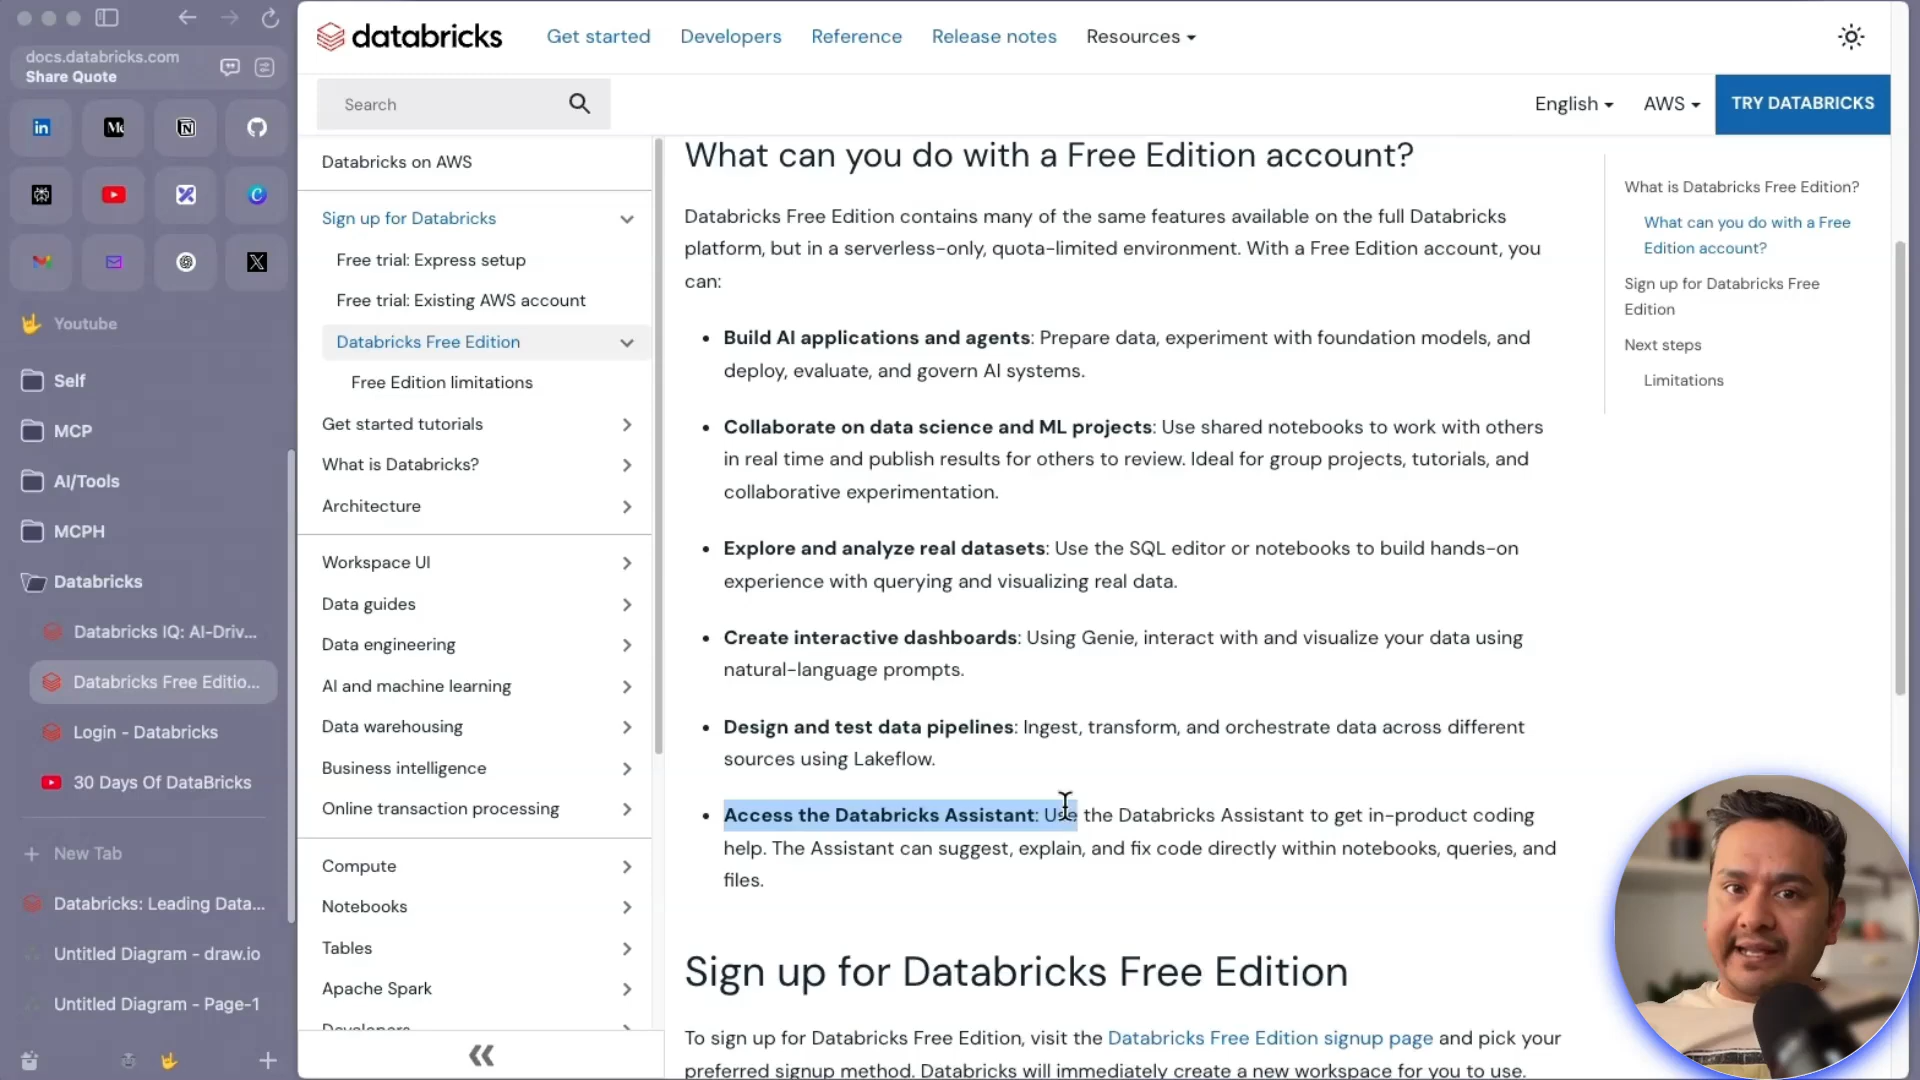 docs.databricks.com
Share Quote
Youtube
Self
MCP
AI/Tools
MCPH
Databricks
Databricks IQ: AI-Driv...
Databricks Free Editio...
Login - Databricks
30 Days Of DataBricks
New Tab
Databricks: Leading Data...
Untitled Diagram - draw.io
Untitled Diagram - Page-1
databricks
Get started
Developers
Reference
Release notes
Resources
Search
English
AWS
TRY DATABRICKS
Databricks on AWS
Sign up for Databricks
Free trial: Express setup
Free trial: Existing AWS account
Databricks Free Edition
Free Edition limitations
Get started tutorials
What is Databricks?
Architecture
Workspace UI
Data guides
Data engineering
AI and machine learning
Data warehousing
Business intelligence
Online transaction processing
Compute
Notebooks
Tables
Apache Spark
Developers
What can you do with a Free Edition account?
Databricks Free Edition contains many of the same features available on the full Databricks
platform, but in a serverless-only, quota-limited environment. With a Free Edition account, you
can:
• Build AI applications and agents: Prepare data, experiment with foundation models, and
deploy, evaluate, and govern AI systems.
• Collaborate on data science and ML projects: Use shared notebooks to work with others
in real time and publish results for others to review. Ideal for group projects, tutorials, and
collaborative experimentation.
• Explore and analyze real datasets: Use the SQL editor or notebooks to build hands-on
experience with querying and visualizing real data.
• Create interactive dashboards: Using Genie, interact with and visualize your data using
natural-language prompts.
• Design and test data pipelines: Ingest, transform, and orchestrate data across different
sources using Lakeflow.
• Access the Databricks Assistant: Use the Databricks Assistant to get in-product coding
help. The Assistant can suggest, explain, and fix code directly within notebooks, queries, and
files.
Sign up for Databricks Free Edition
To sign up for Databricks Free Edition, visit the Databricks Free Edition signup page and pick your
preferred signup method. Databricks will immediately create a new workspace for you to use.
What is Databricks Free Edition?
What can you do with a Free
Edition account?
Sign up for Databricks Free
Edition
Next steps
Limitations